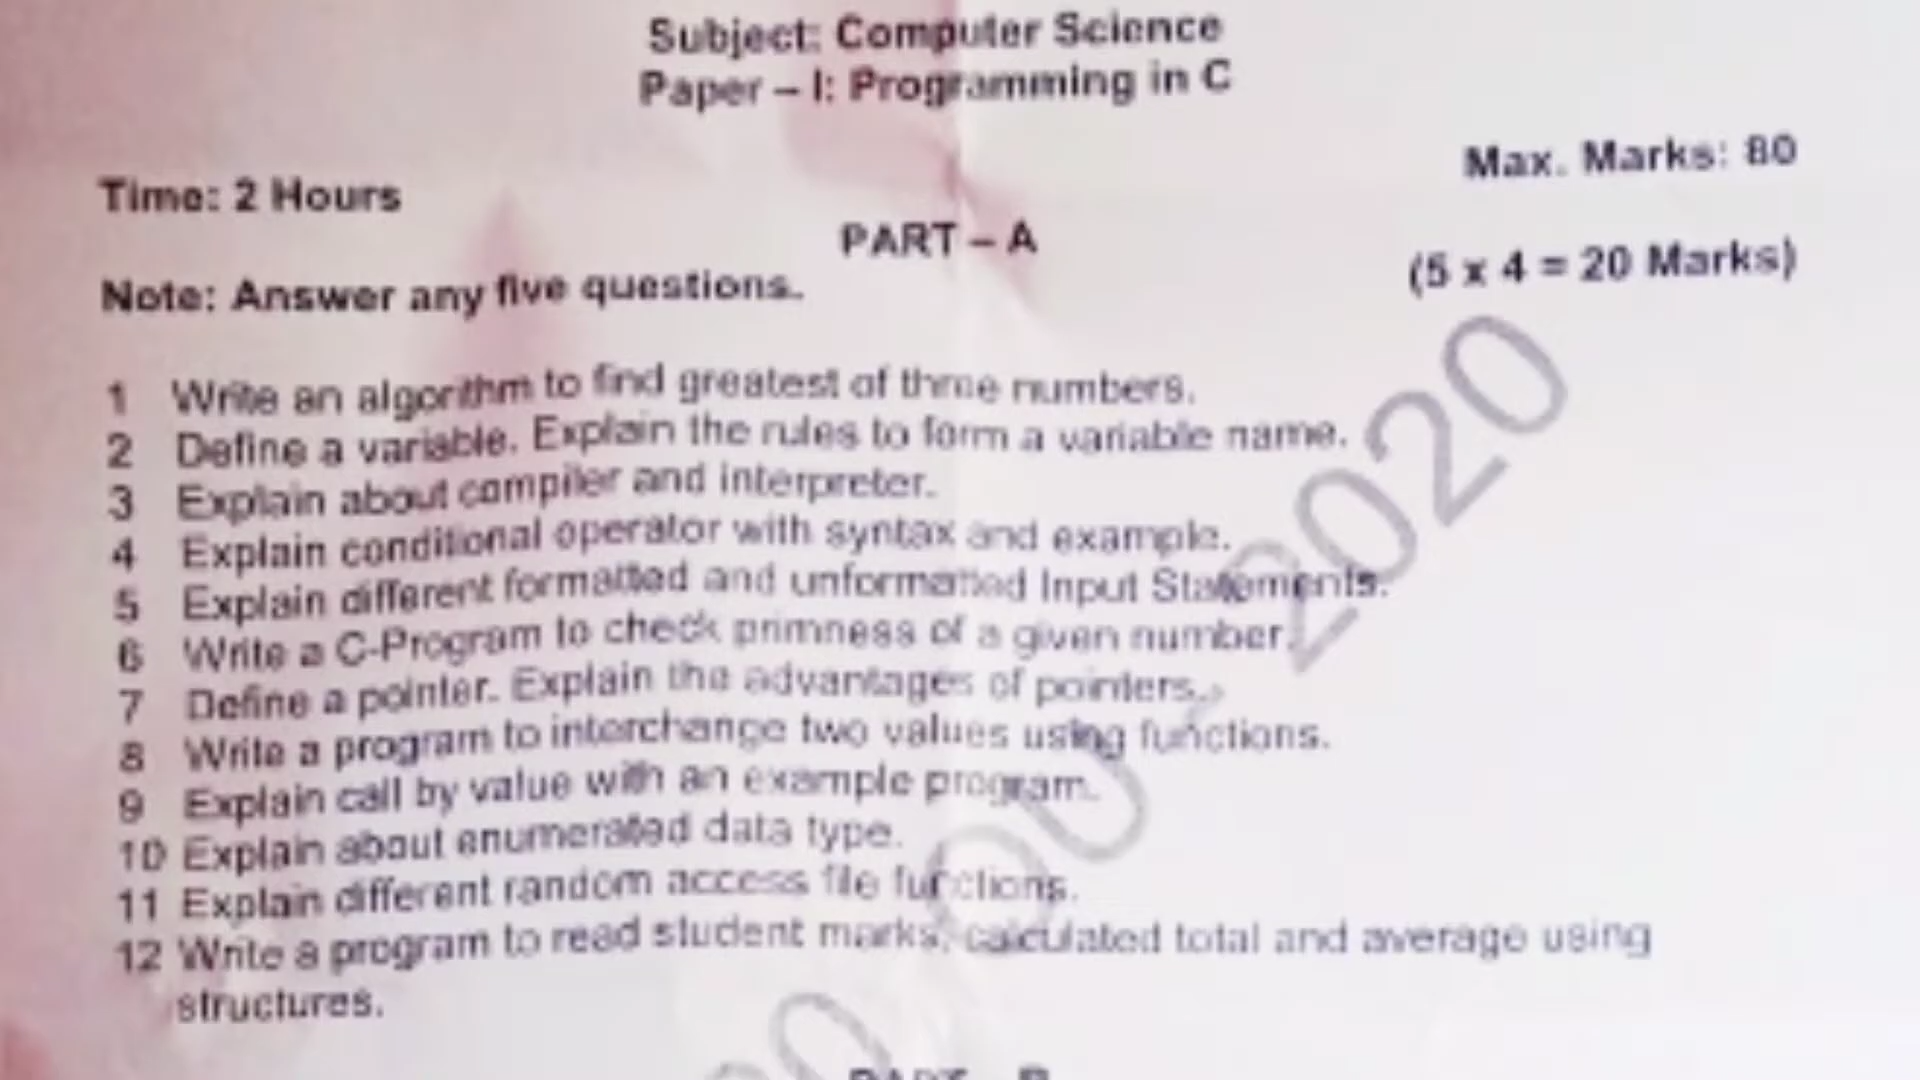 Subject: Computer Science
Paper – I: Programming in C
Max. Marks: 80
Time: 2 Hours
PART – A
(5 x 4 = 20 Marks)
Note: Answer any five questions.
1 Write an algorithm to find greatest of three numbers.
2 Define a variable. Explain the rules to form a variable name.
3 Explain about compiler and interpreter.
4 Explain conditional operator with syntax and example.
5 Explain different formatted and unformatted Input Statements.
6 Write a C-Program to check primness of a given number.
7 Define a pointer. Explain the advantages of pointers.
8 Write a program to interchange two values using functions.
9 Explain call by value with an example program.
10 Explain about enumerated data type.
11 Explain different random access file functions.
12 Write a program to read student marks, calculated total and average using
structures.
OU - 2020
PART – B